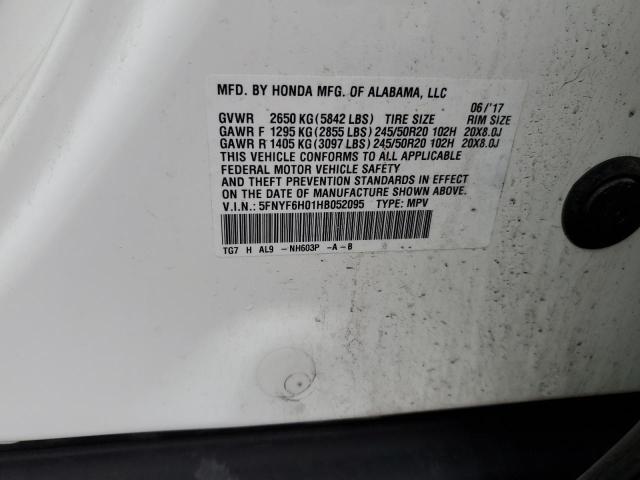 MFD. BY HONDA MFG. OF ALABAMA, LLC
06/'17
GVWR 2650 KG (5842 LBS) TIRE SIZE RIM SIZE
GAWR F 1295 KG (2855 LBS) 245/50R20 102H 20X8.0J
GAWR R 1405 KG (3097 LBS) 245/50R20 102H 20X8.0J
THIS VEHICLE CONFORMS TO ALL APPLICABLE
FEDERAL MOTOR VEHICLE SAFETY
AND THEFT PREVENTION STANDARDS IN EFFECT
ON THE DATE OF MANUFACTURE SHOWN ABOVE.
V.I.N.: 5FNYF6H01HB052095 TYPE: MPV
TG7 H AL9 -NH603P -A-B